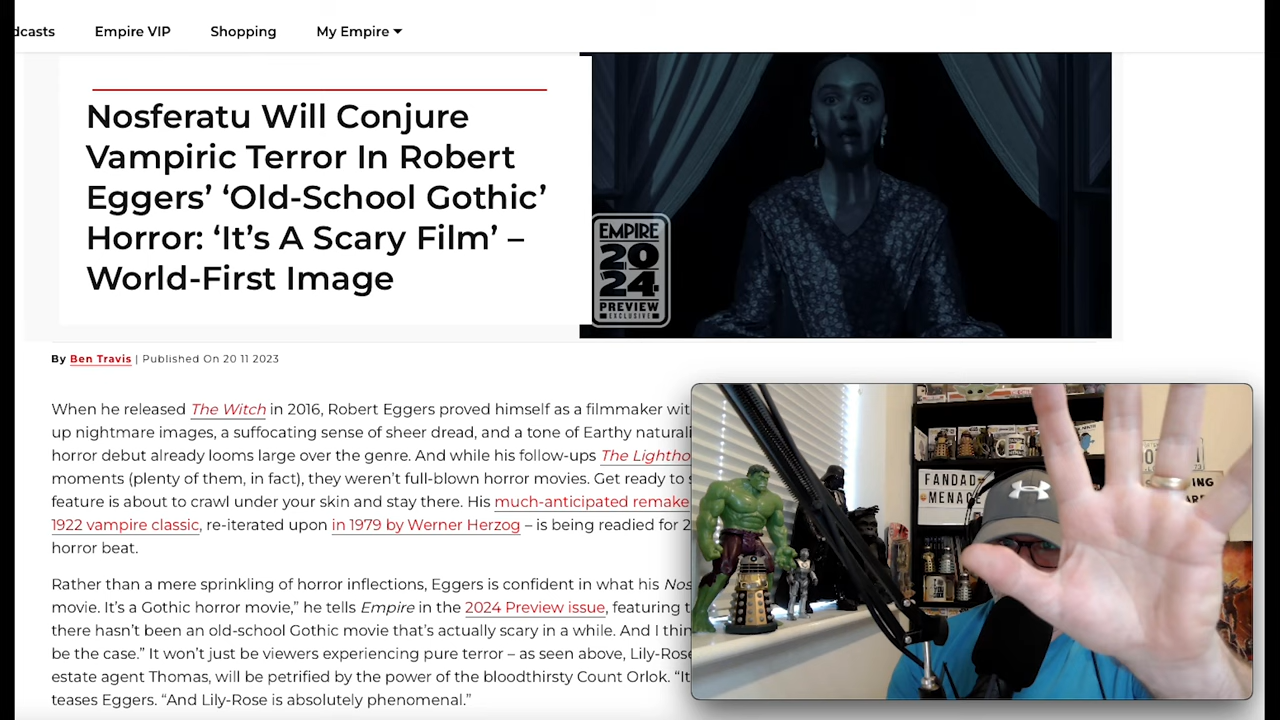 dcasts Empire VIP Shopping My Empire
Nosferatu Will Conjure
Vampiric Terror In Robert
Eggers’ ‘Old-School Gothic’
Horror: ‘It’s A Scary Film’ –
World-First Image
EMPIRE
20
24
PREVIEW
EXCLUSIVE
By Ben Travis | Published On 20 11 2023
When he released The Witch in 2016, Robert Eggers proved himself as a filmmaker wit
up nightmare images, a suffocating sense of sheer dread, and a tone of Earthy naturali
horror debut already looms large over the genre. And while his follow-ups The Lightho
moments (plenty of them, in fact), they weren’t full-blown horror movies. Get ready to s
feature is about to crawl under your skin and stay there. His much-anticipated remake
1922 vampire classic, re-iterated upon in 1979 by Werner Herzog – is being readied for 2
horror beat.
Rather than a mere sprinkling of horror inflections, Eggers is confident in what his Nos
movie. It’s a Gothic horror movie,” he tells Empire in the 2024 Preview issue, featuring t
there hasn’t been an old-school Gothic movie that’s actually scary in a while. And I thin
be the case.” It won’t just be viewers experiencing pure terror – as seen above, Lily-Rose
estate agent Thomas, will be petrified by the power of the bloodthirsty Count Orlok. “It
teases Eggers. “And Lily-Rose is absolutely phenomenal.”
FANDAD
MENACE